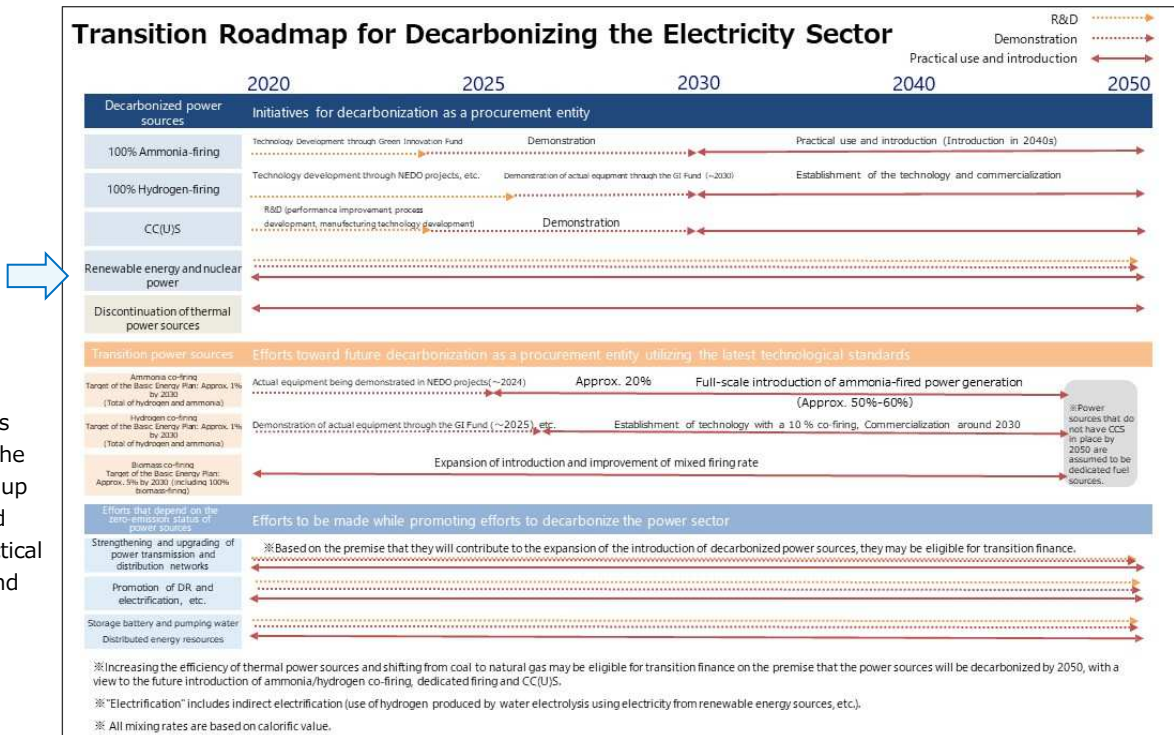 Transition Roadmap for Decarbonizing the Electricity Sector
R&D
Demonstration
Practical use and introduction
2020 2025 2030 2040 2050
Decarbonized power
sources
Initiatives for decarbonization as a procurement entity
100% Ammonia-firing
Technology Development through Green Innovation Fund
Demonstration
Practical use and introduction (Introduction in 2040s)
100% Hydrogen-firing
Technology development through NEDO projects, etc.
Demonstration of actual equipment through the GI Fund (~2030)
Establishment of the technology and commercialization
CC(U)S
R&D (performance improvement, process
development, manufacturing technology development)
Demonstration
Renewable energy and nuclear
power
Discontinuation of thermal
power sources
Transition power sources
Efforts toward future decarbonization as a procurement entity utilizing the latest technological standards
Ammonia co-firing
Target of the Basic Energy Plan: Approx. 1%
by 2030
(Total of hydrogen and ammonia)
Actual equipment being demonstrated in NEDO projects(~2024)
Approx. 20%
Full-scale introduction of ammonia-fired power generation
(Approx. 50%-60%)
Hydrogen co-firing
Target of the Basic Energy Plan: Approx. 1%
by 2030
(Total of hydrogen and ammonia)
Demonstration of actual equipment through the GI Fund (~2025), etc.
Establishment of technology with a 10 % co-firing, Commercialization around 2030
Biomass co-firing
Target of the Basic Energy Plan:
Approx. 5% by 2030 (including 100%
biomass-firing)
Expansion of introduction and improvement of mixed firing rate
※Power
sources that do
not have CCS
in place by
2050 are
assumed to be
dedicated fuel
sources.
Efforts that depend on the
zero-emission status of
power sources
Efforts to be made while promoting efforts to decarbonize the power sector
Strengthening and upgrading of
power transmission and
distribution networks
※Based on the premise that they will contribute to the expansion of the introduction of decarbonized power sources, they may be eligible for transition finance.
Promotion of DR and
electrification, etc.
Storage battery and pumping water
Distributed energy resources
※Increasing the efficiency of thermal power sources and shifting from coal to natural gas may be eligible for transition finance on the premise that the power sources will be decarbonized by 2050, with a
view to the future introduction of ammonia/hydrogen co-firing, dedicated firing and CC(U)S.
※"Electrification" includes indirect electrification (use of hydrogen produced by water electrolysis using electricity from renewable energy sources, etc.).
※ All mixing rates are based on calorific value.
s
he
up
d
tical
nd